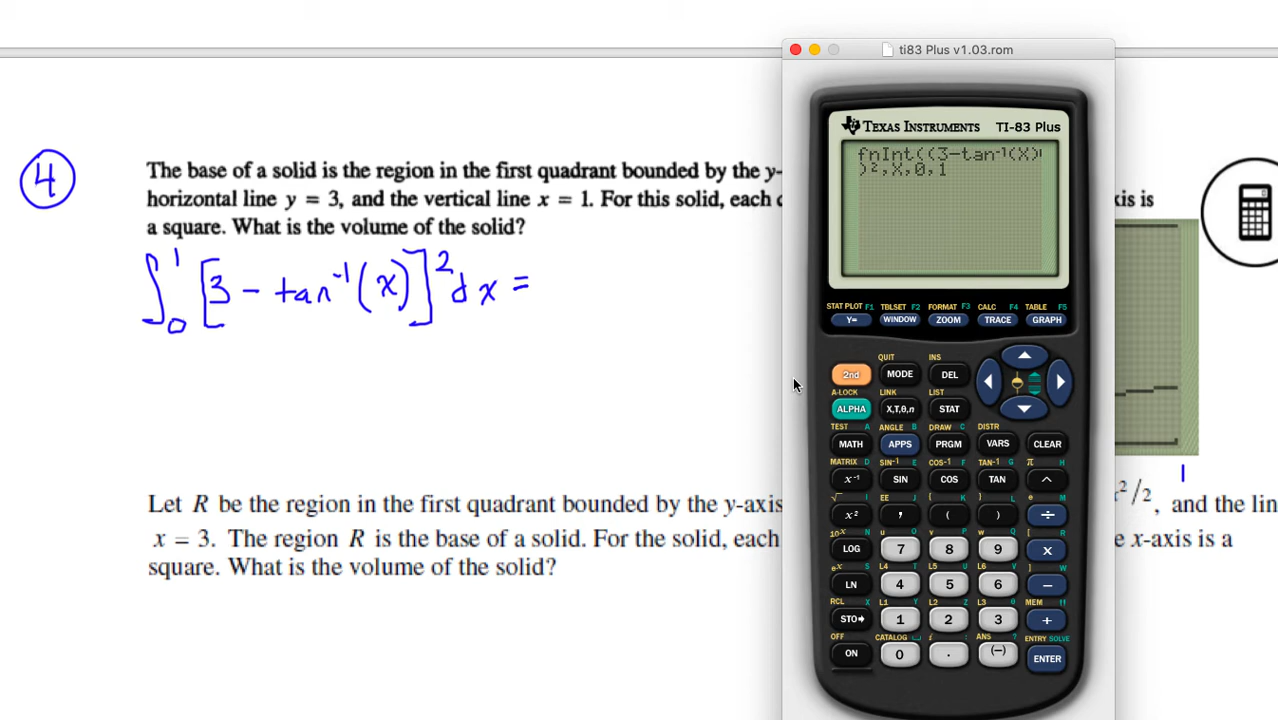 ti83 Plus v1.03.rom
TEXAS INSTRUMENTS TI-83 Plus
fnInt((3-tan⁻¹(X)
)²,X,0,1
4
The base of a solid is the region in the first quadrant bounded by the y-
horizontal line y = 3, and the vertical line x = 1. For this solid, each
is is
a square. What is the volume of the solid?
∫₀¹ [3 - tan⁻¹(x)]² dx =
STAT PLOT F1 TBLSET F2 FORMAT F3 CALC F4 TABLE F5
Y= WINDOW ZOOM TRACE GRAPH
QUIT INS
2nd MODE DEL
A-LOCK LINK LIST
ALPHA X,T,θ,n STAT
TEST A ANGLE B DRAW C DISTR
MATH APPS PRGM VARS CLEAR
MATRIX D SIN⁻¹ E COS⁻¹ F TAN⁻¹ G π H
x⁻¹ SIN COS TAN ^
√ I EE J { K } L e M
x² , ( ) ÷
10ˣ N u O v P w Q [ R
LOG 7 8 9 x
eˣ S L4 T L5 U L6 V ] W
LN 4 5 6 −
RCL X L1 Y L2 Z L3 θ MEM "
STO➔ 1 2 3 +
OFF CATALOG i : ANS ? ENTRY SOLVE
ON 0 . (−) ENTER
1
Let R be the region in the first quadrant bounded by the y-axis
x²/2, and the lin
x = 3. The region R is the base of a solid. For the solid, each
e x-axis is a
square. What is the volume of the solid?